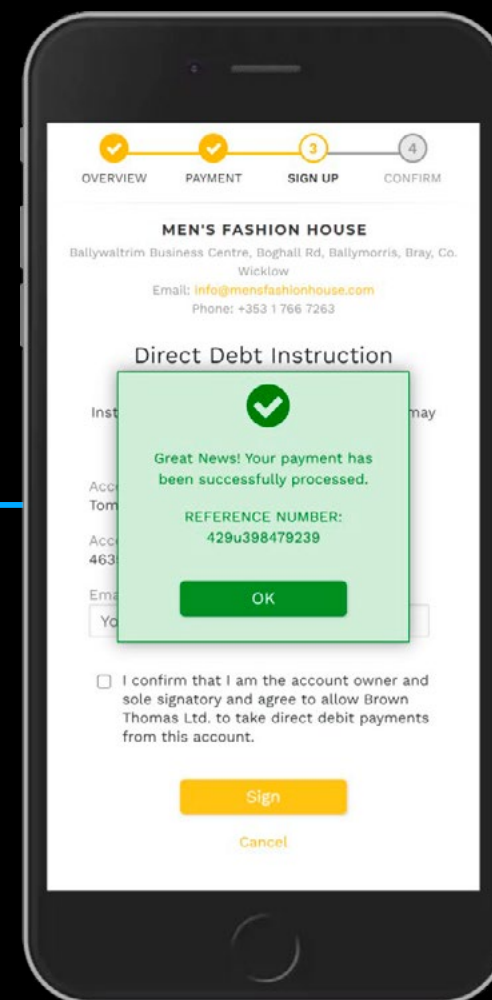 3
4
OVERVIEW PAYMENT SIGN UP CONFIRM
MEN'S FASHION HOUSE
Ballywaltrim Business Centre, Boghall Rd, Ballymorris, Bray, Co.
Wicklow
Email: info@mensfashionhouse.com
Phone: +353 1 766 7263
Direct Debt Instruction
may
Great News! Your payment has
been successfully processed.
REFERENCE NUMBER:
429u398479239
OK
I confirm that I am the account owner and
sole signatory and agree to allow Brown
Thomas Ltd. to take direct debit payments
from this account.
Sign
Cancel